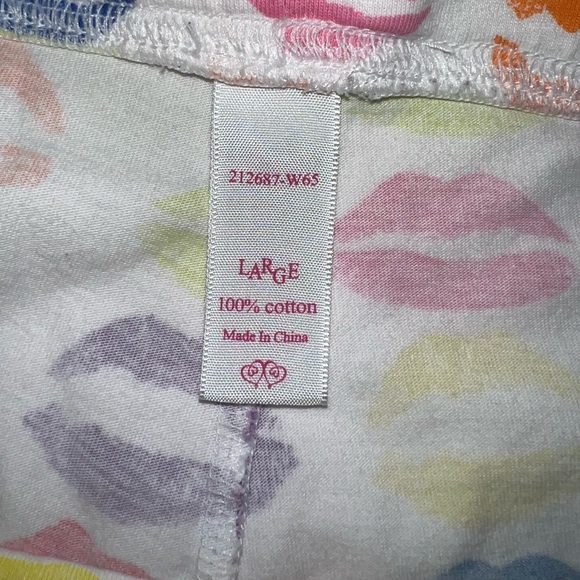 212687-W65
LARGE
100% cotton
Made In China